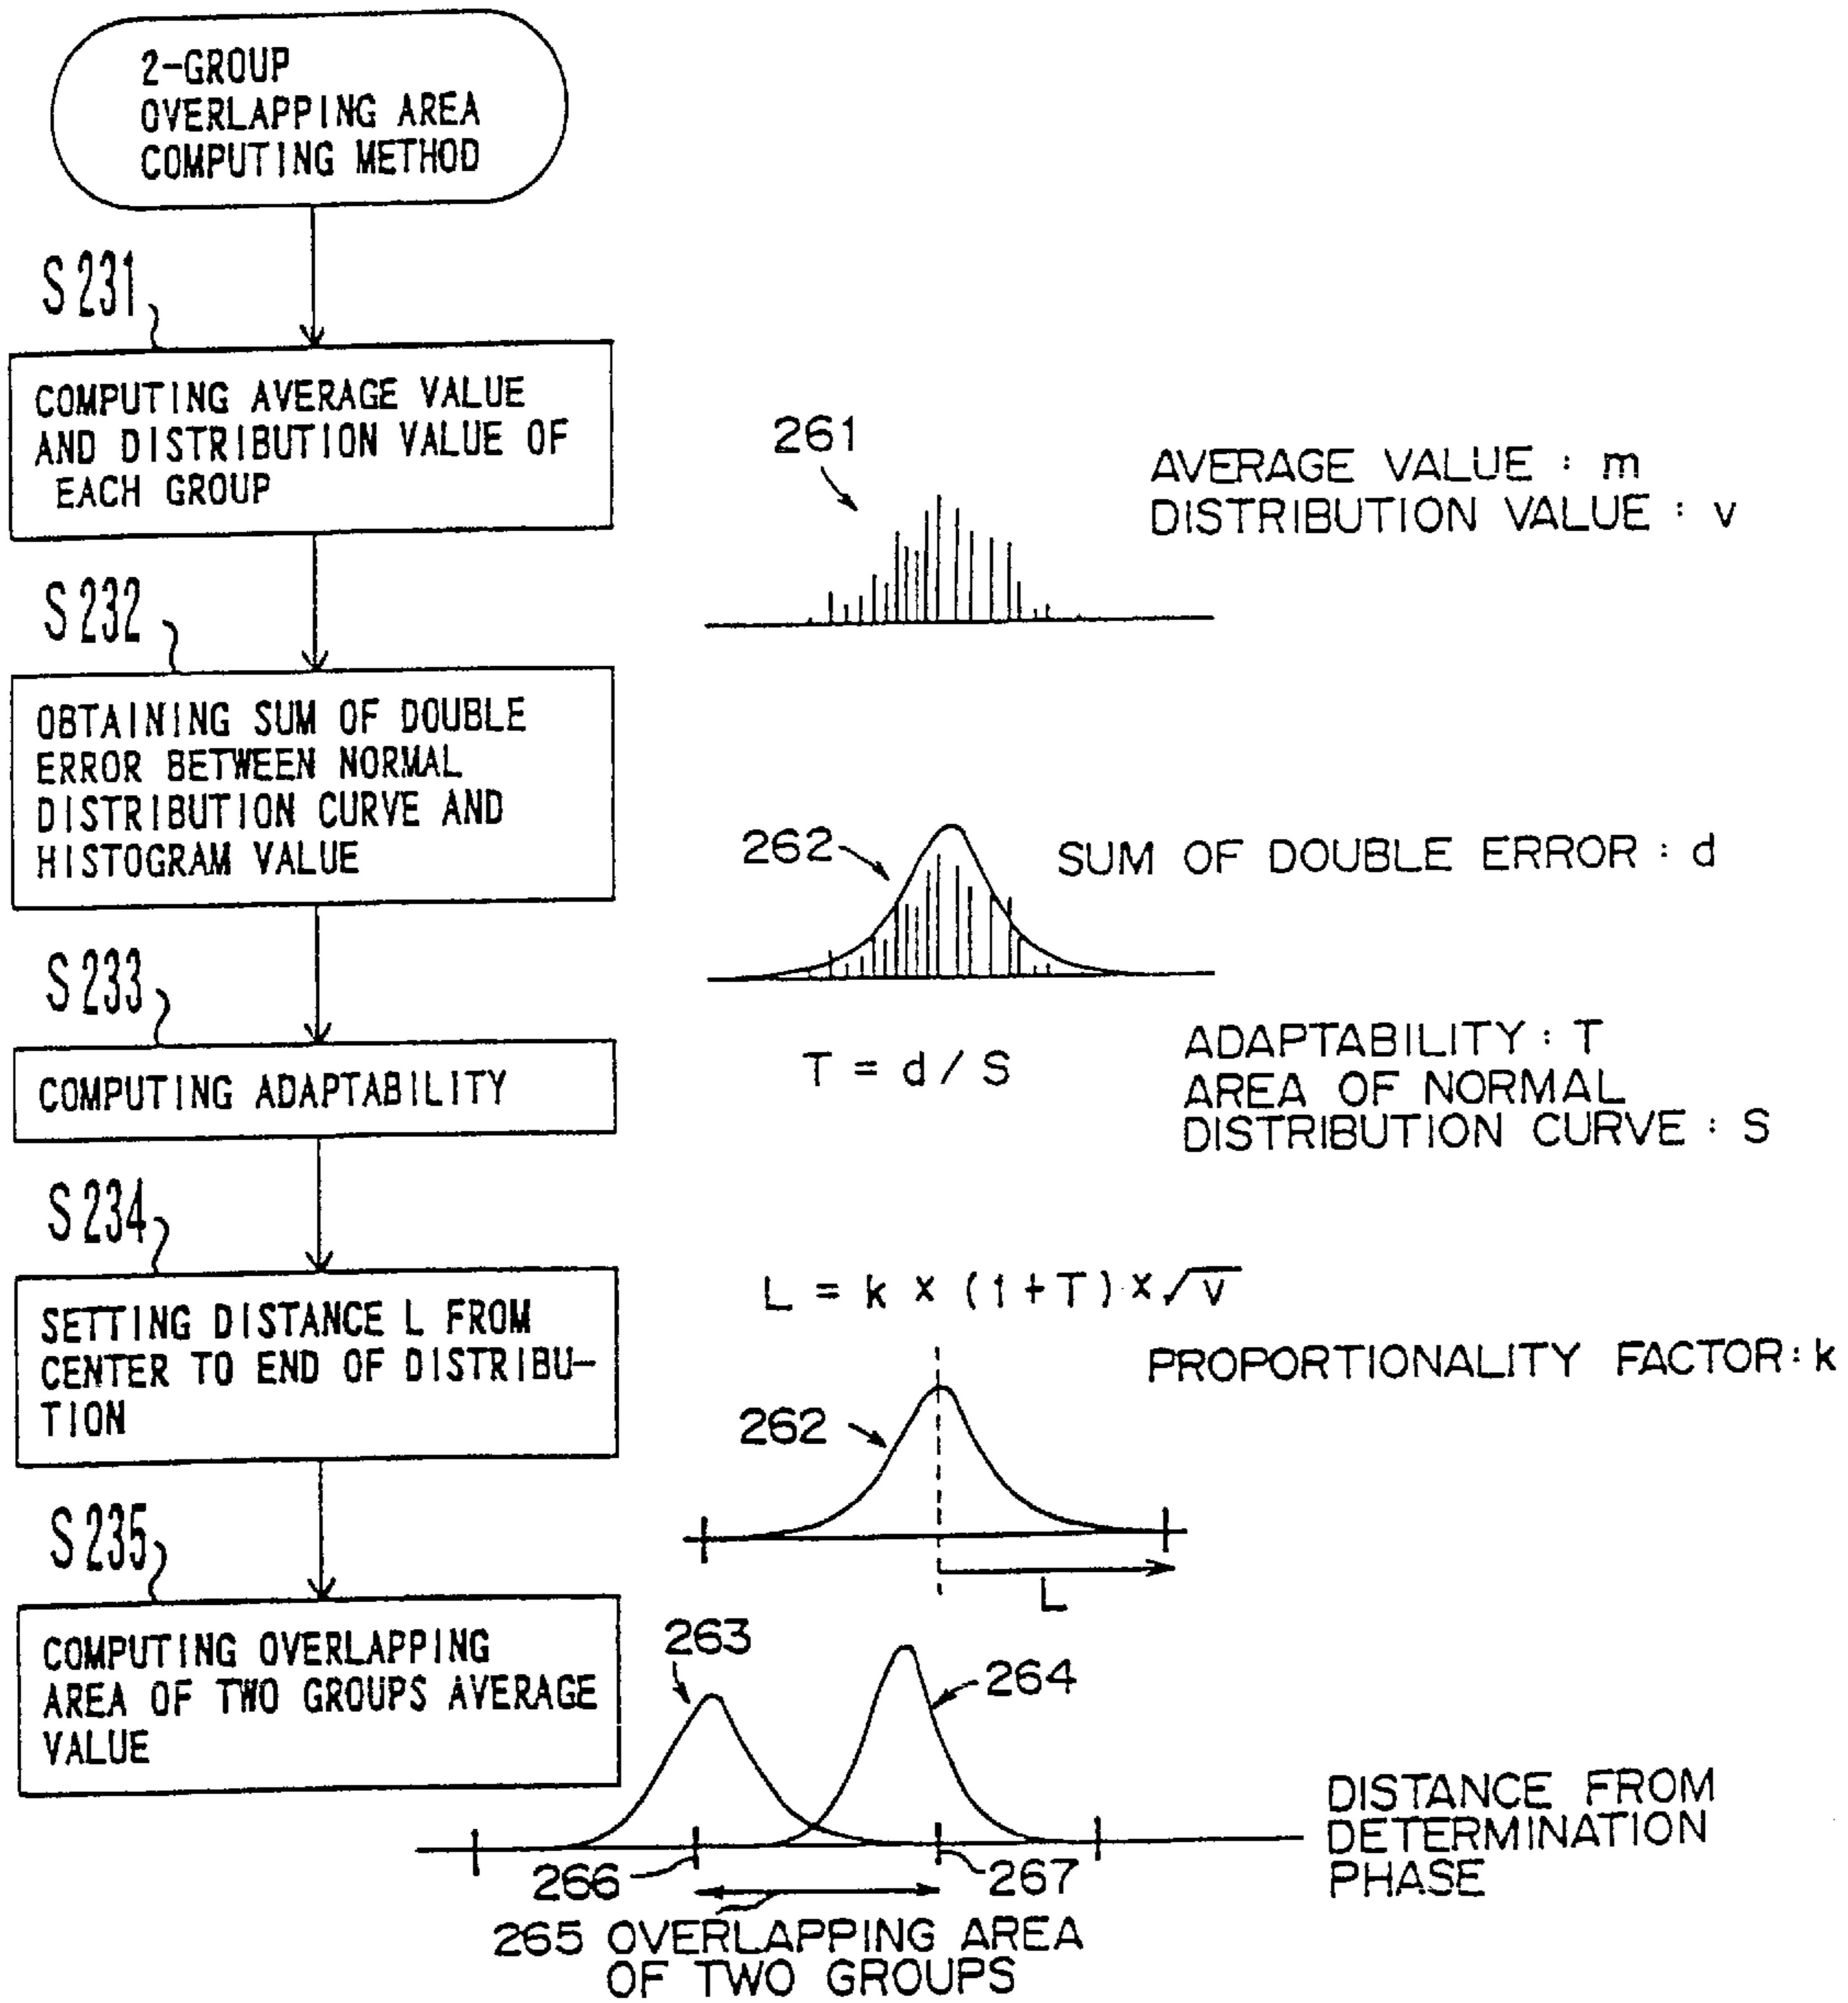 2-GROUP
OVERLAPPING AREA
COMPUTING METHOD
S231
COMPUTING AVERAGE VALUE
AND DISTRIBUTION VALUE OF
EACH GROUP
261
AVERAGE VALUE : m
DISTRIBUTION VALUE : v
S232
OBTAINING SUM OF DOUBLE
ERROR BETWEEN NORMAL
DISTRIBUTION CURVE AND
HISTOGRAM VALUE
262
SUM OF DOUBLE ERROR : d
S233
COMPUTING ADAPTABILITY
T = d / S
ADAPTABILITY : T
AREA OF NORMAL
DISTRIBUTION CURVE : S
S234
SETTING DISTANCE L FROM
CENTER TO END OF DISTRIBU-
TION
L = k × (1+T) × √v
PROPORTIONALITY FACTOR: k
262
L
S235
COMPUTING OVERLAPPING
AREA OF TWO GROUPS AVERAGE
VALUE
263
264
266
267
DISTANCE FROM
DETERMINATION
PHASE
265 OVERLAPPING AREA
OF TWO GROUPS